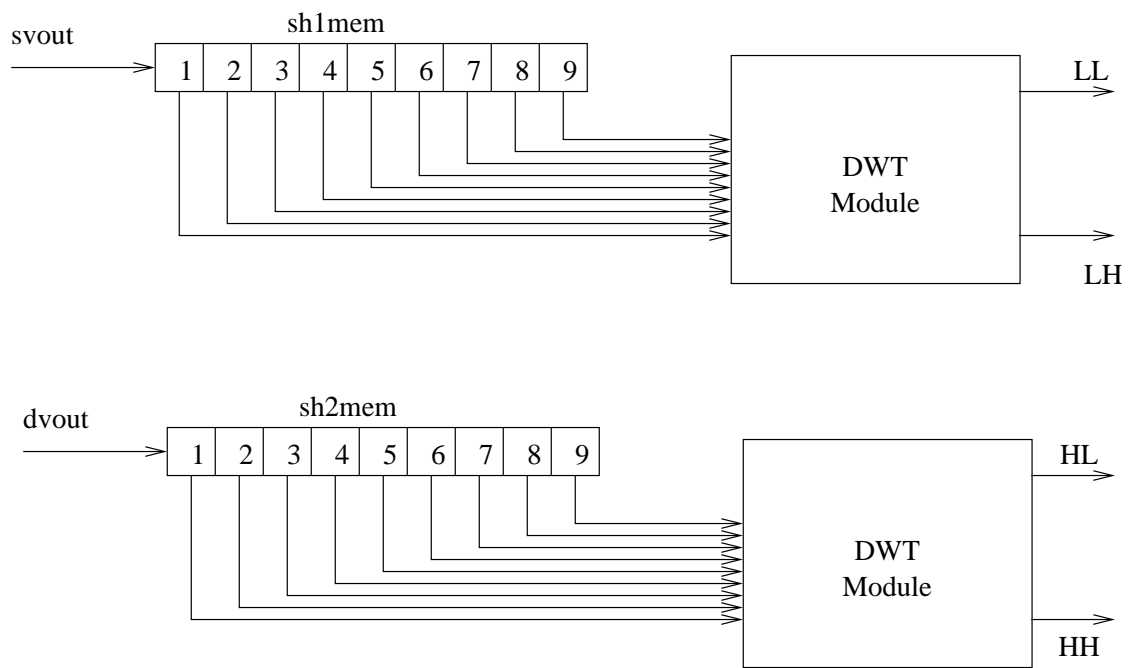 sh1mem
svout
1 2 3 4 5 6 7 8 9
LL
DWT
Module
LH
sh2mem
dvout
1 2 3 4 5 6 7 8 9
HL
DWT
Module
HH